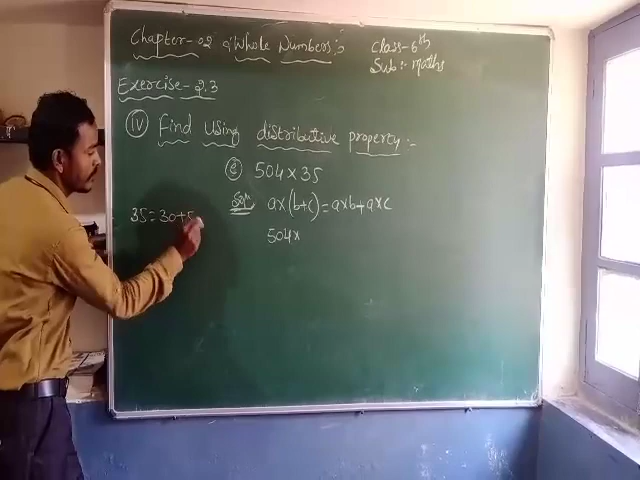 Chapter-02 "Whole Numbers":
Class-6th
Sub:- Maths
Exercise-2.3
IV Find Using distributive property:-
e 504×35
Sol: a×(b+c)=a×b+a×c
35=30+5
504×